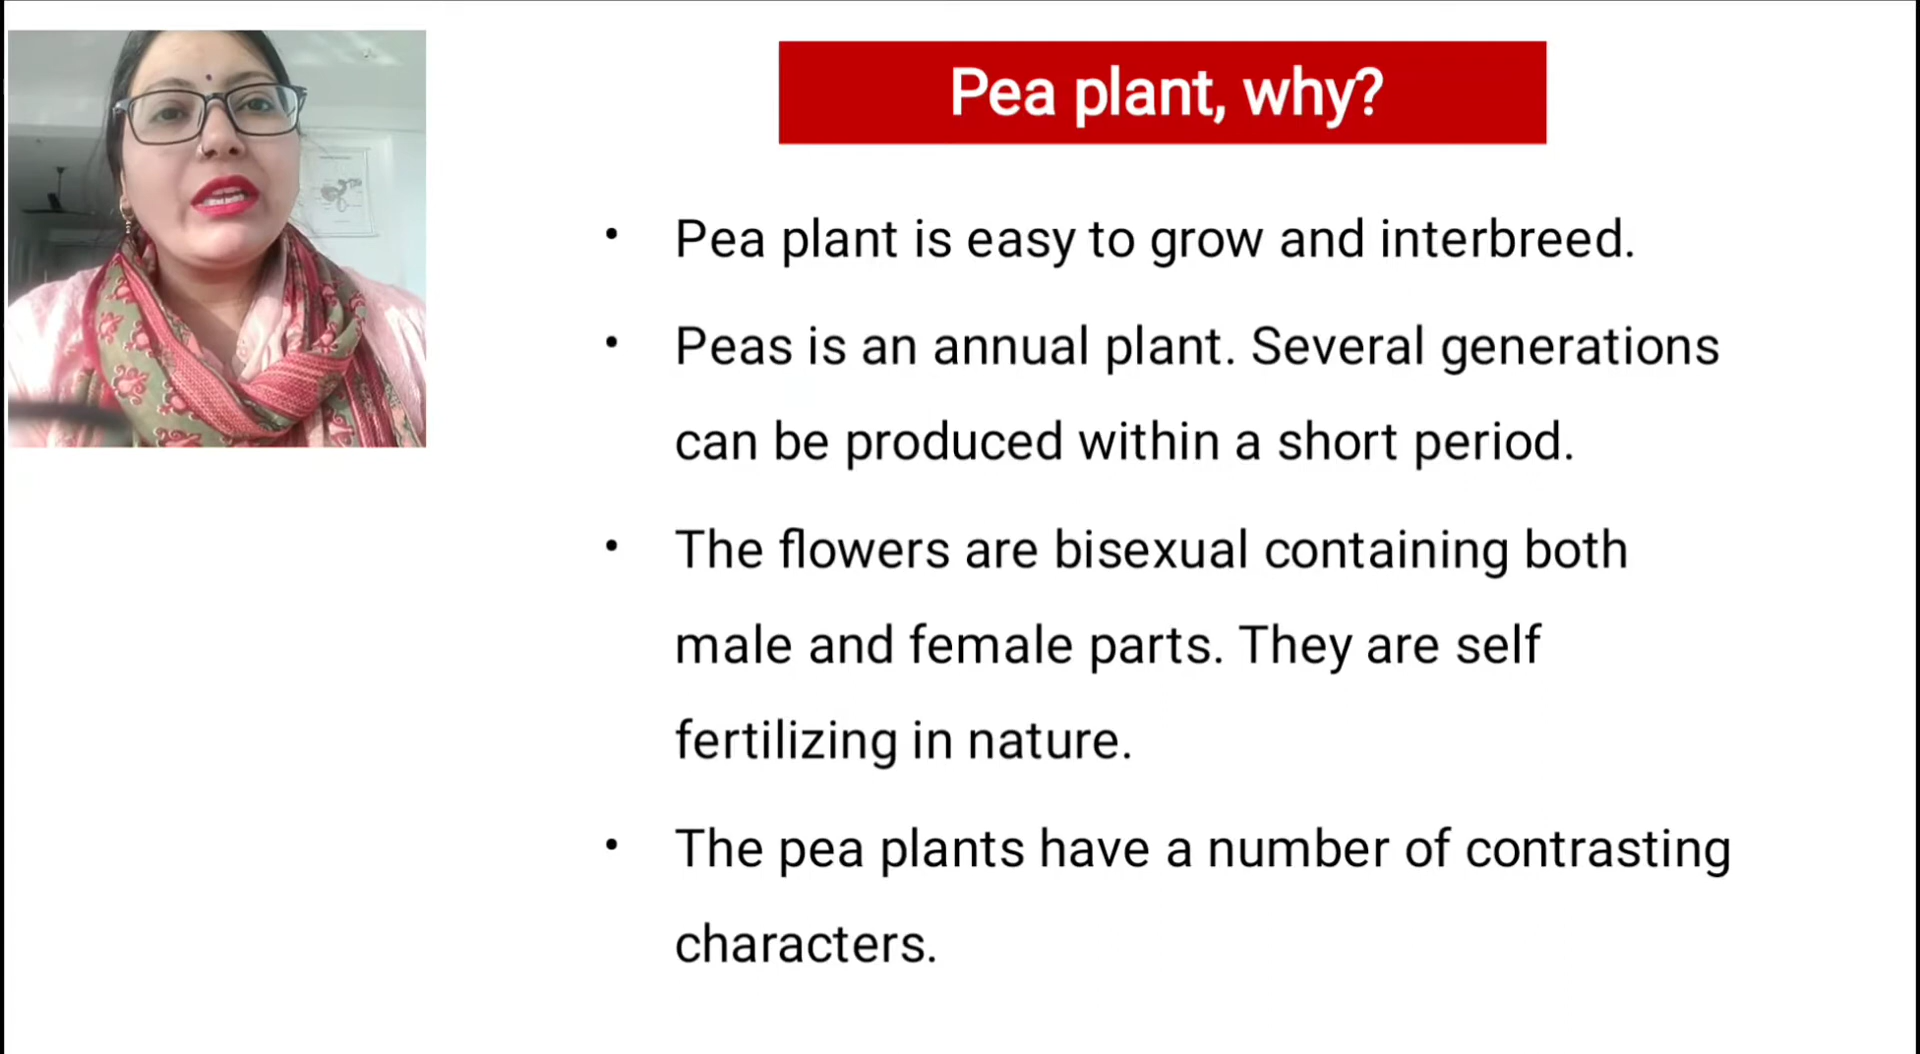 Pea plant, why?
• Pea plant is easy to grow and interbreed.
• Peas is an annual plant. Several generations
can be produced within a short period.
• The flowers are bisexual containing both
male and female parts. They are self
fertilizing in nature.
• The pea plants have a number of contrasting
characters.